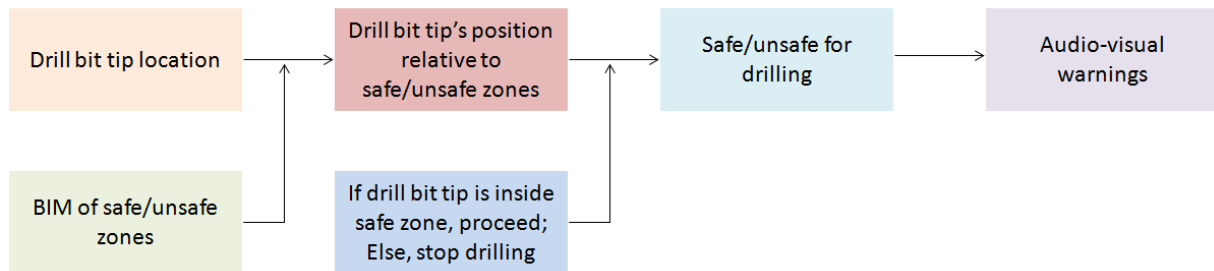 Drill bit tip location
Drill bit tip’s position
relative to
safe/unsafe zones
Safe/unsafe for
drilling
Audio-visual
warnings
BIM of safe/unsafe
zones
If drill bit tip is inside
safe zone, proceed;
Else, stop drilling